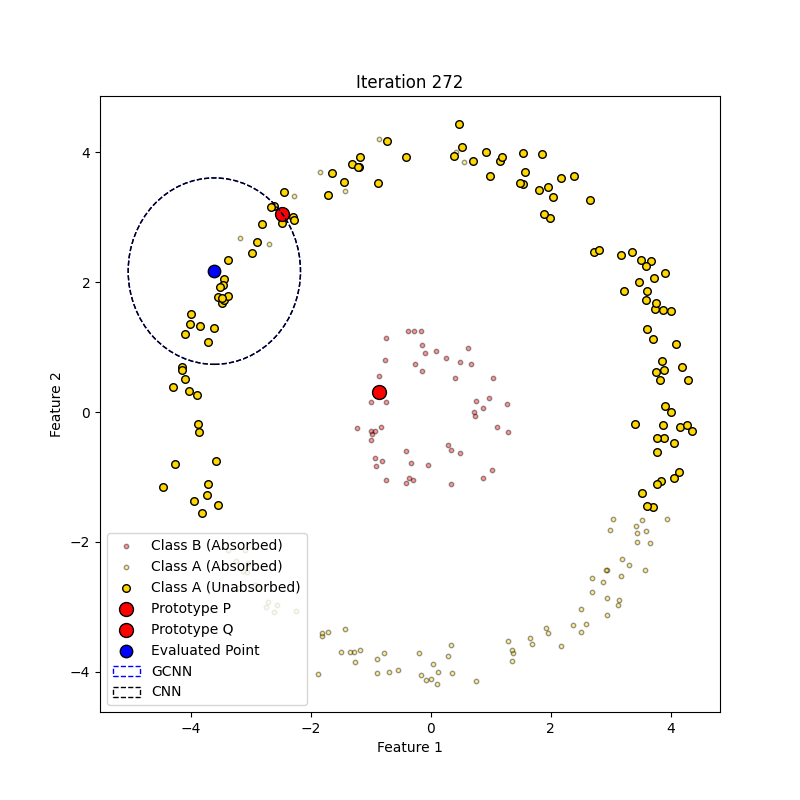 Iteration 272
Feature 2
4
2
0
−2
−4
Class B (Absorbed)
Class A (Absorbed)
Class A (Unabsorbed)
Prototype P
Prototype Q
Evaluated Point
GCNN
CNN
−4 −2 0 2 4
Feature 1